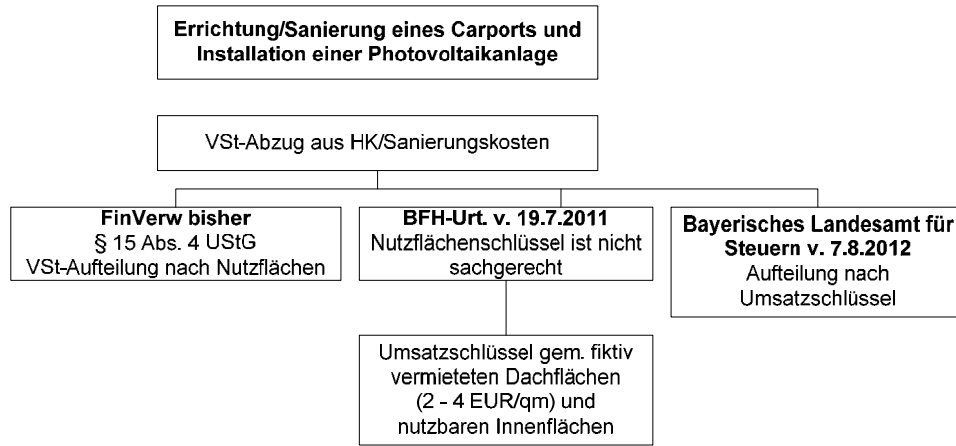 Errichtung/Sanierung eines Carports und
Installation einer Photovoltaikanlage
VSt-Abzug aus HK/Sanierungskosten
FinVerw bisher
§ 15 Abs. 4 UStG
VSt-Aufteilung nach Nutzflächen
BFH-Urt. v. 19.7.2011
Nutzflächenschlüssel ist nicht
sachgerecht
Bayerisches Landesamt für
Steuern v. 7.8.2012
Aufteilung nach
Umsatzschlüssel
Umsatzschlüssel gem. fiktiv
vermieteten Dachflächen
(2 - 4 EUR/qm) und
nutzbaren Innenflächen